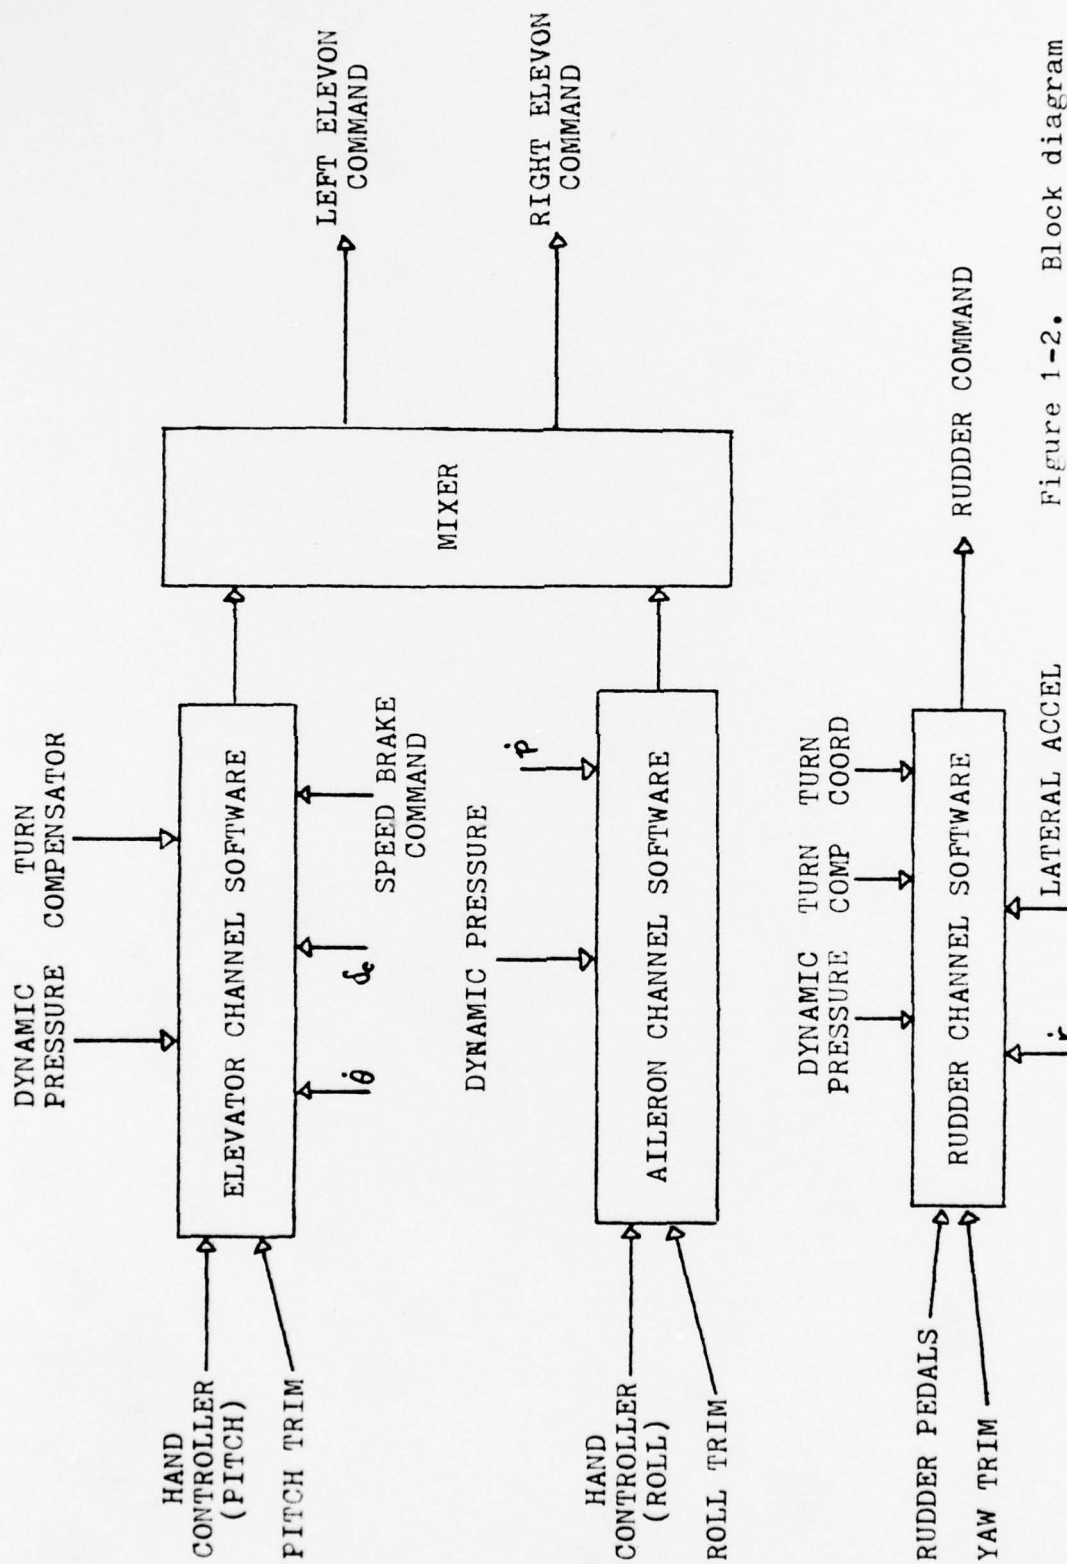 DYNAMIC
PRESSURE
TURN
COMPENSATOR
HAND
CONTROLLER
(PITCH)
PITCH TRIM
ELEVATOR CHANNEL SOFTWARE
θ̇
δc
SPEED BRAKE
COMMAND
MIXER
LEFT ELEVON
COMMAND
RIGHT ELEVON
COMMAND
DYNAMIC PRESSURE
ṗ
HAND
CONTROLLER
(ROLL)
ROLL TRIM
AILERON CHANNEL SOFTWARE
DYNAMIC
PRESSURE
TURN
COMP
TURN
COORD
RUDDER PEDALS
YAW TRIM
RUDDER CHANNEL SOFTWARE
RUDDER COMMAND
ṙ
LATERAL ACCEL
Figure 1-2. Block diagram